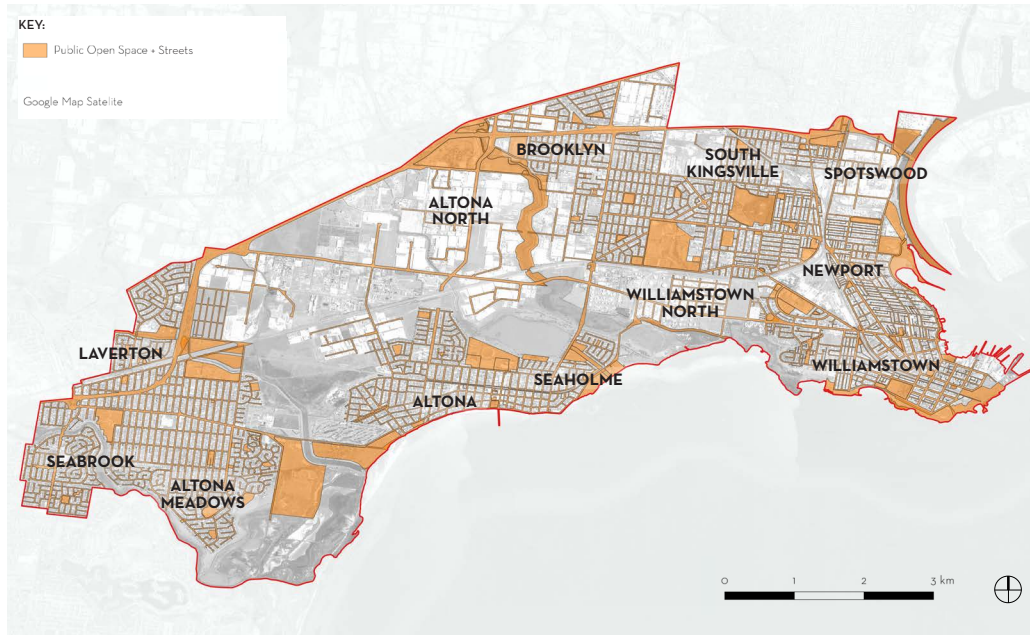 KEY:
Public Open Space + Streets
Google Map Satelite
BROOKLYN
SOUTH
KINGSVILLE
SPOTSWOOD
ALTONA
NORTH
NEWPORT
WILLIAMSTOWN
NORTH
LAVERTON
WILLIAMSTOWN
SEAHOLME
ALTONA
SEABROOK
ALTONA
MEADOWS
0 1 2 3 km